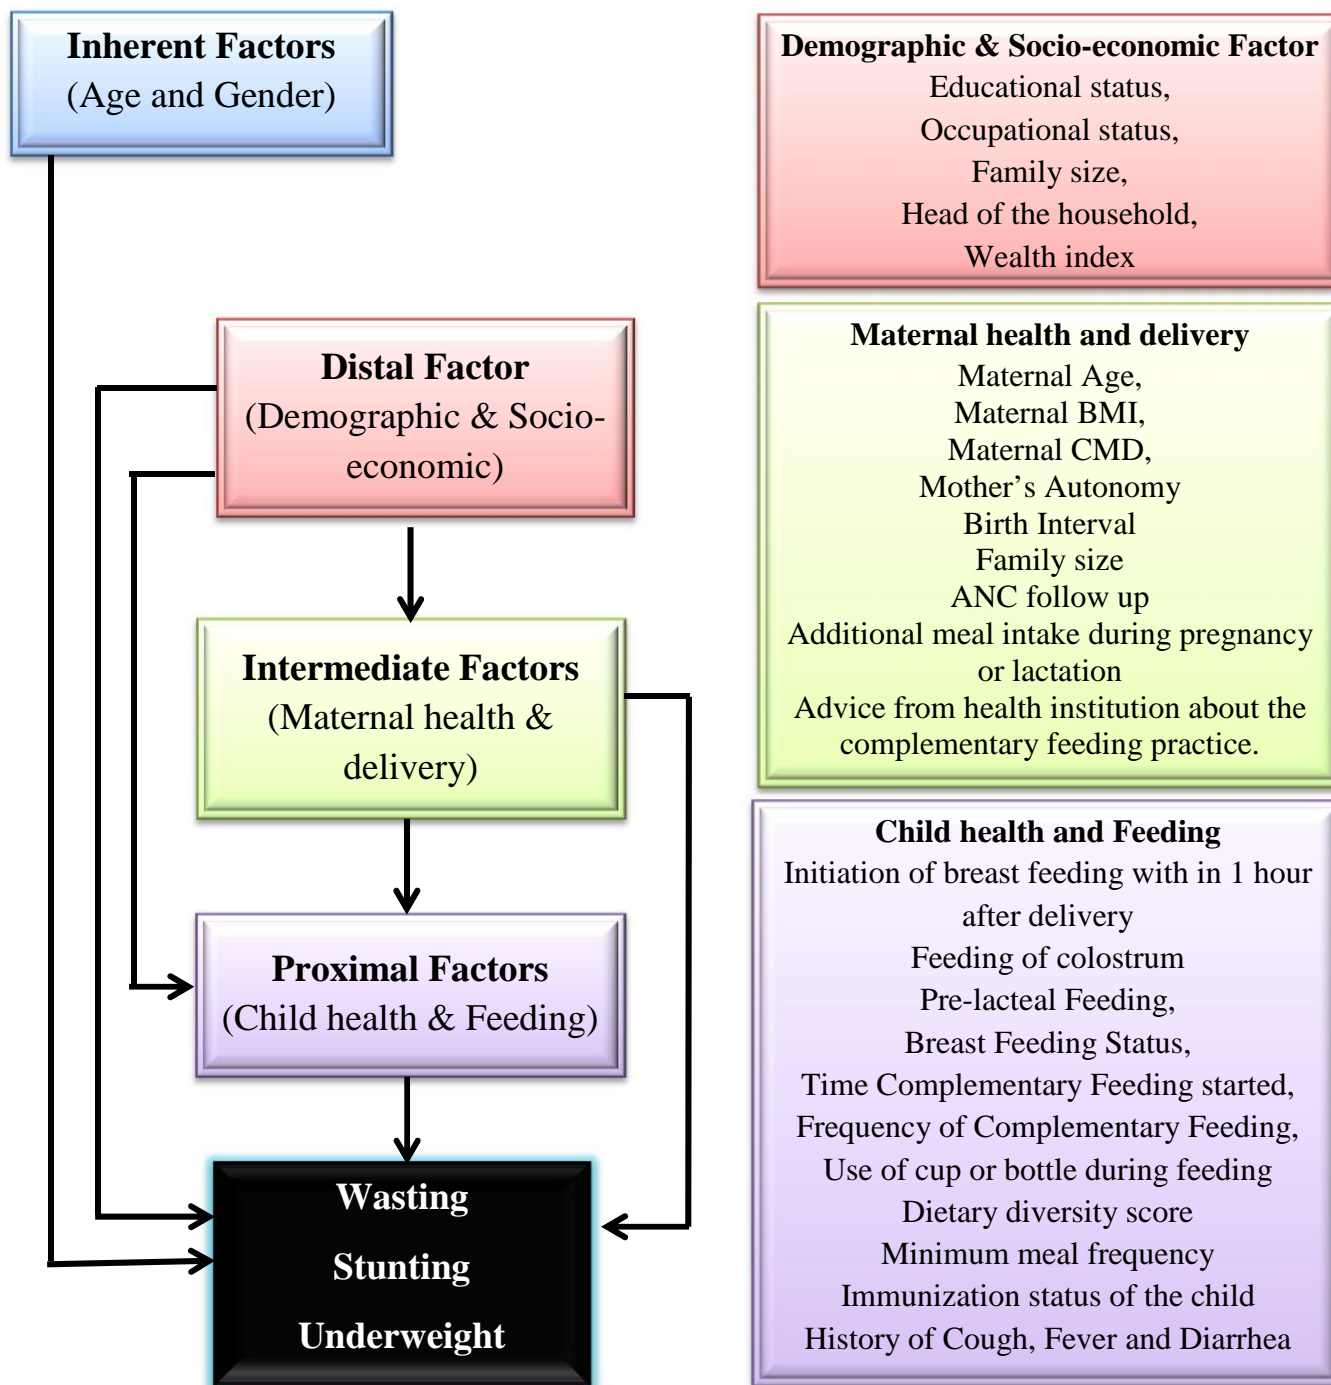 Inherent Factors
(Age and Gender)
Distal Factor
(Demographic & Socio-
economic)
Intermediate Factors
(Maternal health &
delivery)
Proximal Factors
(Child health & Feeding)
Wasting
Stunting
Underweight
Demographic & Socio-economic Factor
Educational status,
Occupational status,
Family size,
Head of the household,
Wealth index
Maternal health and delivery
Maternal Age,
Maternal BMI,
Maternal CMD,
Mother’s Autonomy
Birth Interval
Family size
ANC follow up
Additional meal intake during pregnancy
or lactation
Advice from health institution about the
complementary feeding practice.
Child health and Feeding
Initiation of breast feeding with in 1 hour
after delivery
Feeding of colostrum
Pre-lacteal Feeding,
Breast Feeding Status,
Time Complementary Feeding started,
Frequency of Complementary Feeding,
Use of cup or bottle during feeding
Dietary diversity score
Minimum meal frequency
Immunization status of the child
History of Cough, Fever and Diarrhea